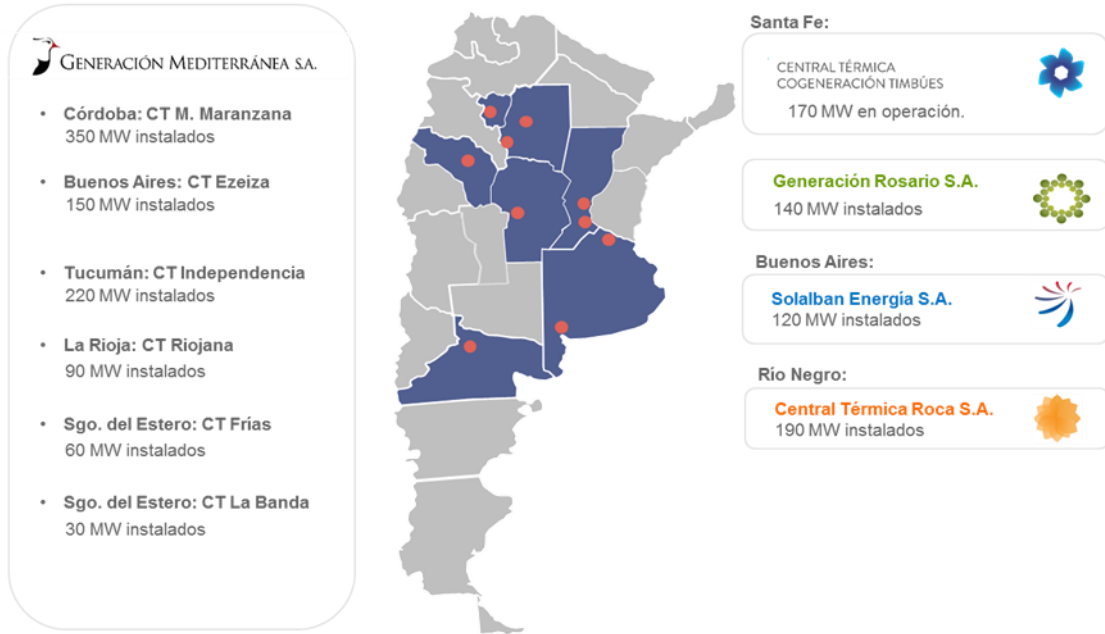 GENERACIÓN MEDITERRÁNEA S.A.
• Córdoba: CT M. Maranzana
350 MW instalados
• Buenos Aires: CT Ezeiza
150 MW instalados
• Tucumán: CT Independencia
220 MW instalados
• La Rioja: CT Riojana
90 MW instalados
• Sgo. del Estero: CT Frías
60 MW instalados
• Sgo. del Estero: CT La Banda
30 MW instalados
Santa Fe:
CENTRAL TÉRMICA
COGENERACIÓN TIMBÚES
170 MW en operación.
Generación Rosario S.A.
140 MW instalados
Buenos Aires:
Solalban Energía S.A.
120 MW instalados
Río Negro:
Central Térmica Roca S.A.
190 MW instalados